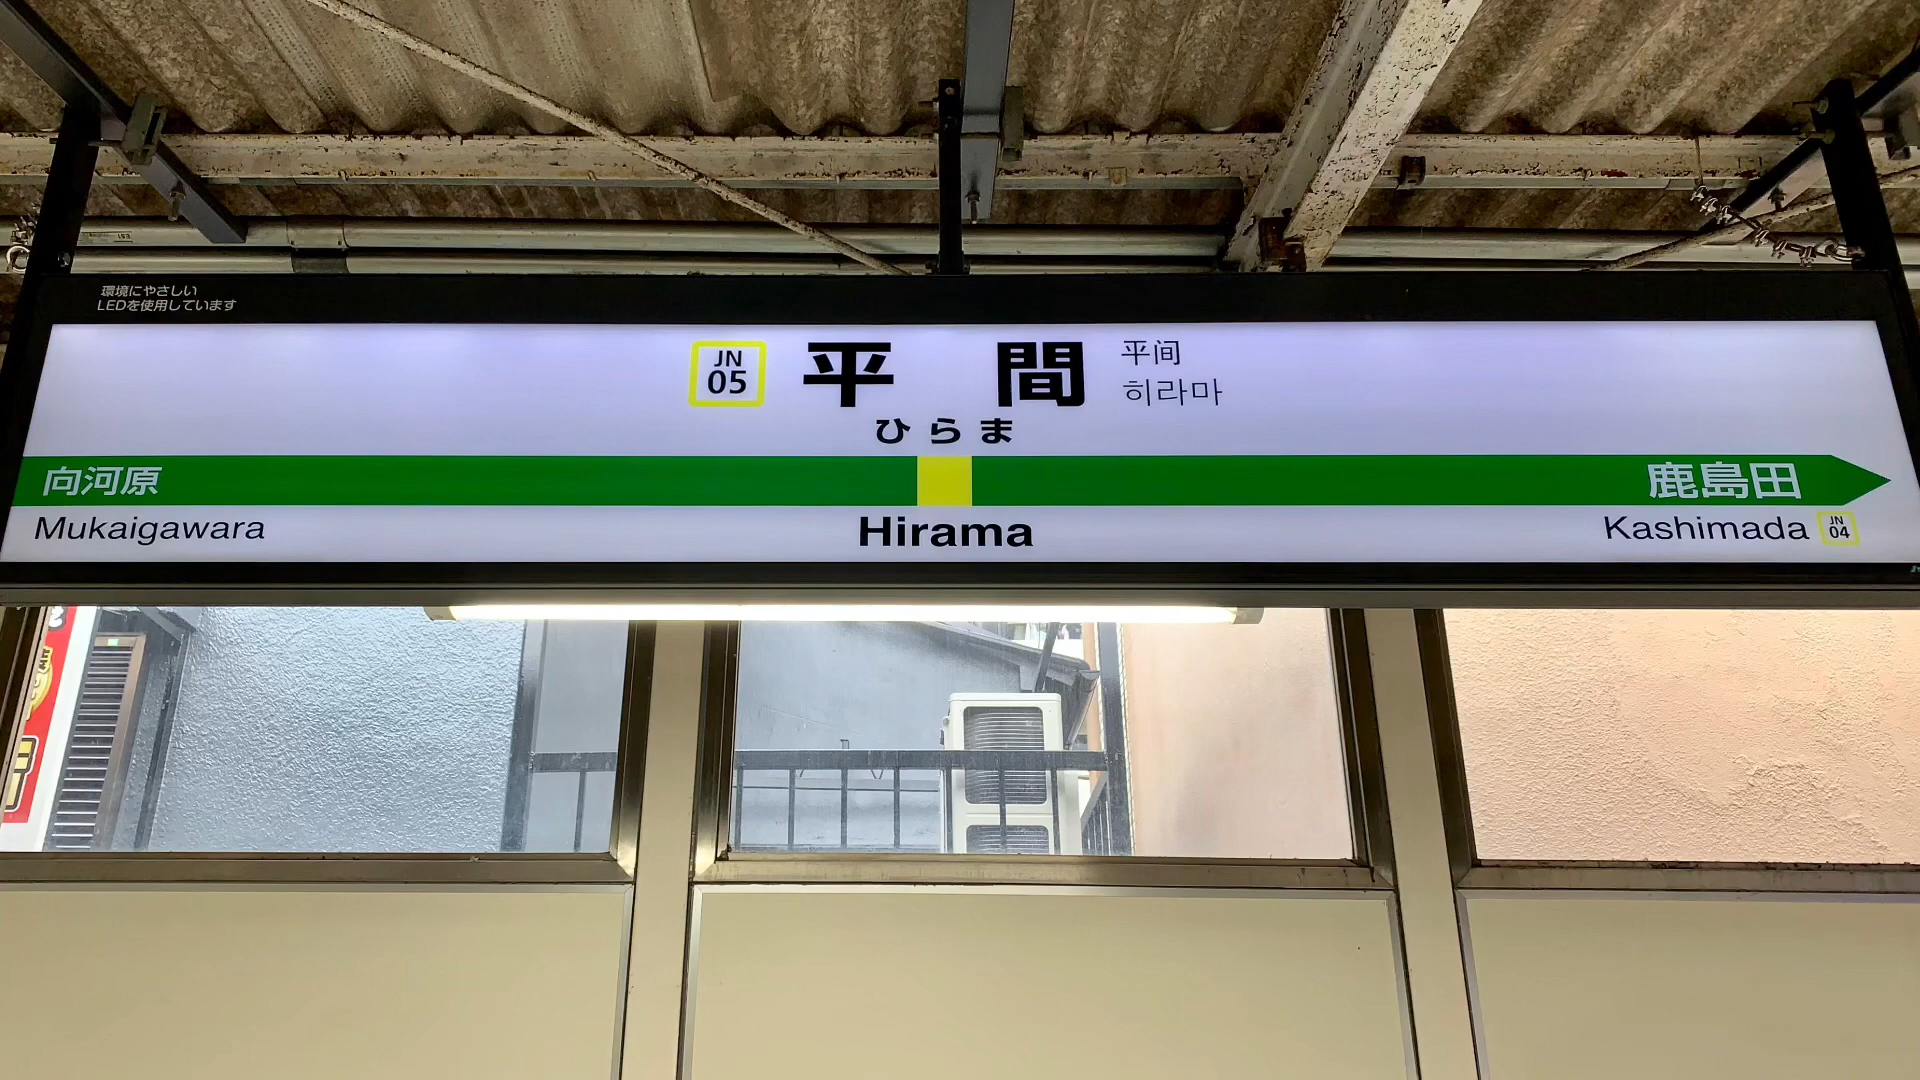 環境にやさしい
LEDを使用しています
JN
05
平間
平间
히라마
ひらま
向河原
鹿島田
Mukaigawara
Hirama
Kashimada
JN
04